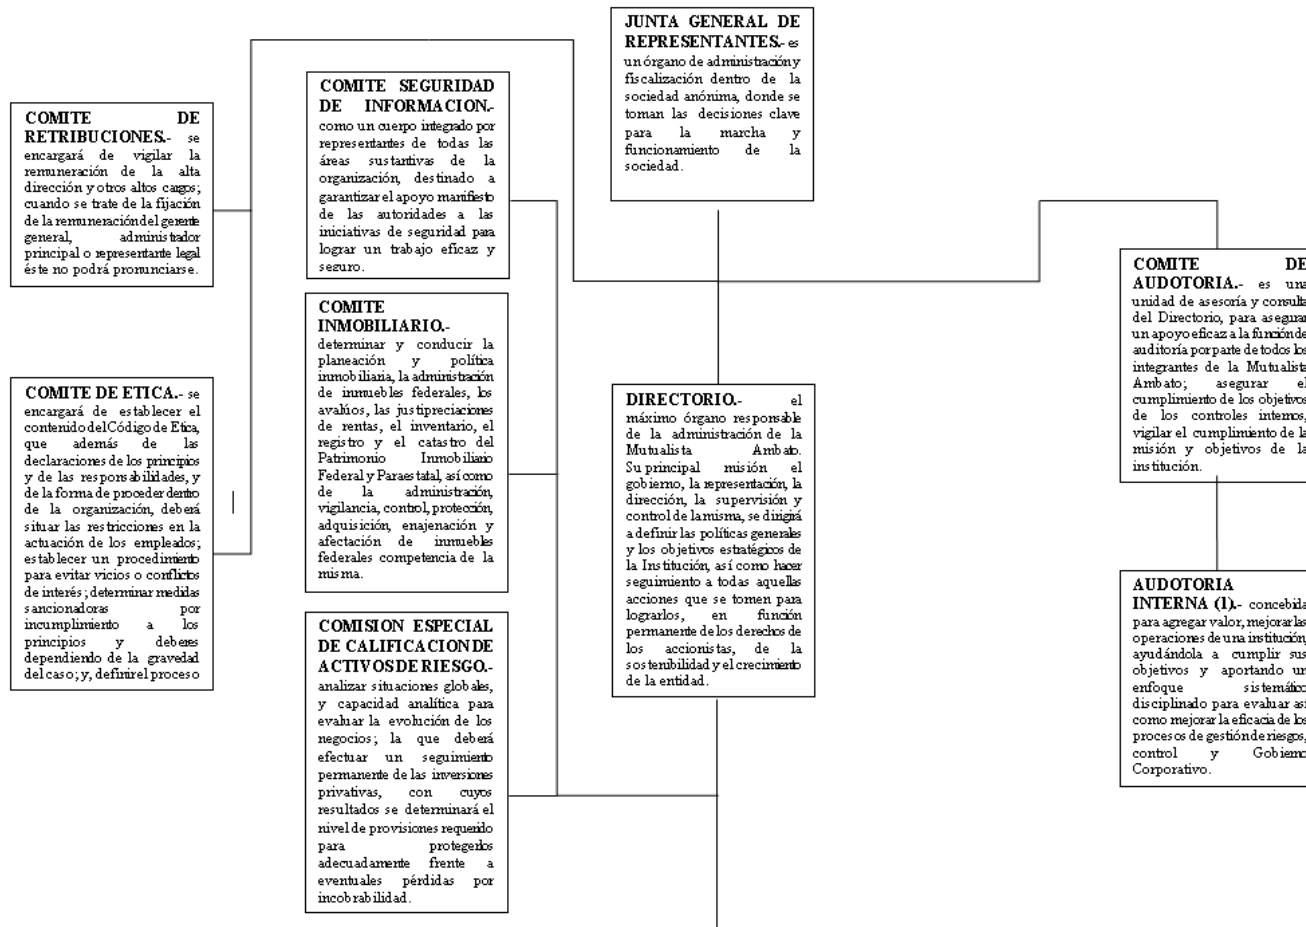 JUNTA GENERAL DE
REPRESENTANTES.- es
un órgano de administración y
fiscalización dentro de la
sociedad anónima, donde se
toman las decisiones clave
para la marcha y
funcionamiento de la
sociedad.
COMITE SEGURIDAD
DE INFORMACION.-
como un cuerpo integrado por
representantes de todas las
áreas sustantivas de la
organización, destinado a
garantizar el apoyo manifiesto
de las autoridades a las
iniciativas de seguridad para
lograr un trabajo eficaz y
seguro.
COMITE DE
RETRIBUCIONES.- se
encargará de vigilar la
remuneración de la alta
dirección y otros altos cargos;
cuando se trate de la fijación
de la remuneración del gerente
general, administrador
principal o representante legal
éste no podrá pronunciarse.
COMITE DE
AUDOTORIA.- es una
unidad de asesoría y consulta
del Directorio, para asegurar
un apoyo eficaz a la función de
auditoría por parte de todos los
integrantes de la Mutualista
Ambato; asegurar el
cumplimiento de los objetivos
de los controles internos,
vigilar el cumplimiento de la
misión y objetivos de la
institución.
COMITE
INMOBILIARIO.-
determinar y conducir la
planeación y política
inmobiliaria, la administración
de inmuebles federales, los
avalúos, las justipreciaciones
de rentas, el inventario, el
registro y el catastro del
Patrimonio Inmobiliario
Federal y Paraestatal, así como
de la administración,
vigilancia, control, protección,
adquisición, enajenación y
afectación de inmuebles
federales competencia de la
misma.
COMITE DE ETICA.- se
encargará de establecer el
contenido del Código de Etica,
que además de las
declaraciones de los principios
y de las responsabilidades, y
de la forma de proceder dentro
de la organización, deberá
situar las restricciones en la
actuación de los empleados;
establecer un procedimiento
para evitar vicios o conflictos
de interés; determinar medidas
sancionadoras por
incumplimiento a los
principios y deberes
dependiendo de la gravedad
del caso; y, definir el proceso
DIRECTORIO.- el
máximo órgano responsable
de la administración de la
Mutualista Ambato.
Su principal misión el
gobierno, la representación, la
dirección, la supervisión y
control de la misma, se dirigirá
a definir las políticas generales
y los objetivos estratégicos de
la Institución, así como hacer
seguimiento a todas aquellas
acciones que se tomen para
lograrlos, en función
permanente de los derechos de
los accionistas, de la
sostenibilidad y el crecimiento
de la entidad.
AUDOTORIA
INTERNA (1).- concebida
para agregar valor, mejorar las
operaciones de una institución,
ayudándola a cumplir sus
objetivos y aportando un
enfoque sistemático
disciplinado para evaluar así
como mejorar la eficacia de los
procesos de gestión de riesgos,
control y Gobierno
Corporativo.
COMISION ESPECIAL
DE CALIFICACION DE
ACTIVOS DE RIESGO.-
analizar situaciones globales,
y capacidad analítica para
evaluar la evolución de los
negocios; la que deberá
efectuar un seguimiento
permanente de las inversiones
privativas, con cuyos
resultados se determinará el
nivel de provisiones requerido
para protegerlos
adecuadamente frente a
eventuales pérdidas por
incobrabilidad.